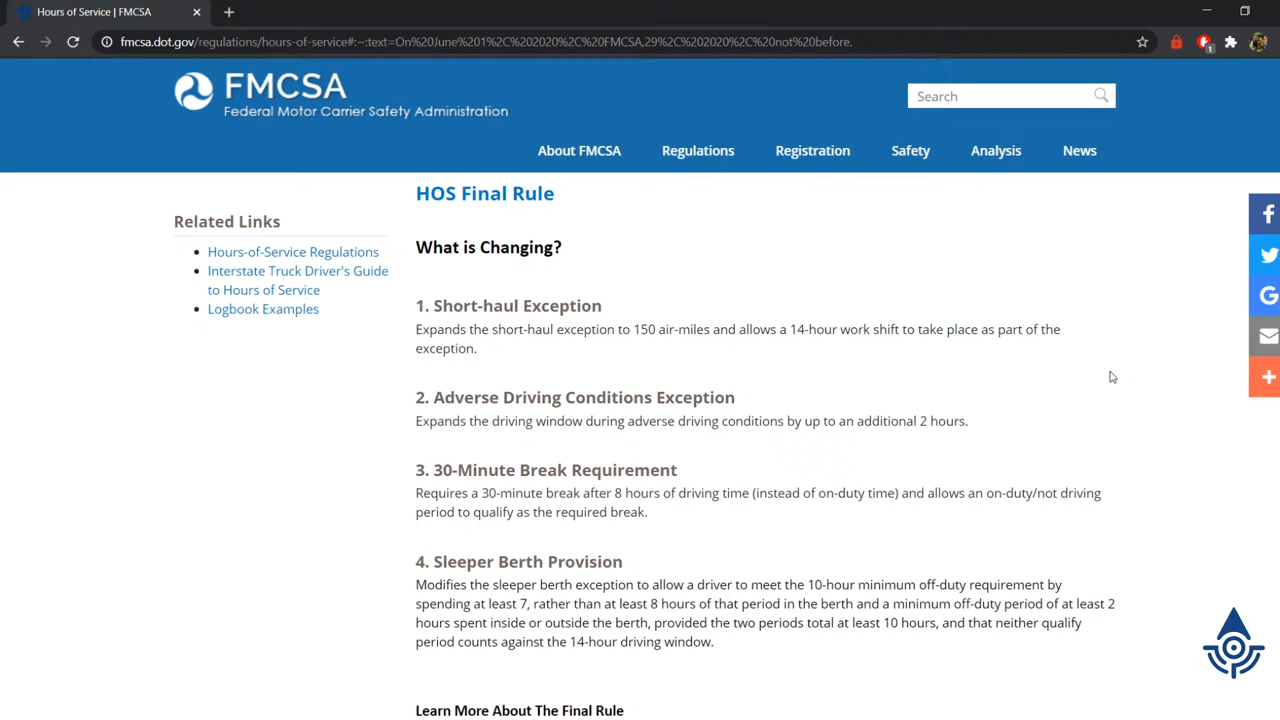 Hours of Service | FMCSA
fmcsa.dot.gov/regulations/hours-of-service#:~:text=On%20June%201%2C%202020%2C%20FMCSA,29%2C%202020%2C%20not%20before.
1
FMCSA
Federal Motor Carrier Safety Administration
Search
About FMCSA Regulations Registration Safety Analysis News
HOS Final Rule
Related Links
Hours-of-Service Regulations
Interstate Truck Driver's Guide
to Hours of Service
Logbook Examples
What is Changing?
1. Short-haul Exception
Expands the short-haul exception to 150 air-miles and allows a 14-hour work shift to take place as part of the
exception.
2. Adverse Driving Conditions Exception
Expands the driving window during adverse driving conditions by up to an additional 2 hours.
3. 30-Minute Break Requirement
Requires a 30-minute break after 8 hours of driving time (instead of on-duty time) and allows an on-duty/not driving
period to qualify as the required break.
4. Sleeper Berth Provision
Modifies the sleeper berth exception to allow a driver to meet the 10-hour minimum off-duty requirement by
spending at least 7, rather than at least 8 hours of that period in the berth and a minimum off-duty period of at least 2
hours spent inside or outside the berth, provided the two periods total at least 10 hours, and that neither qualify
period counts against the 14-hour driving window.
Learn More About The Final Rule